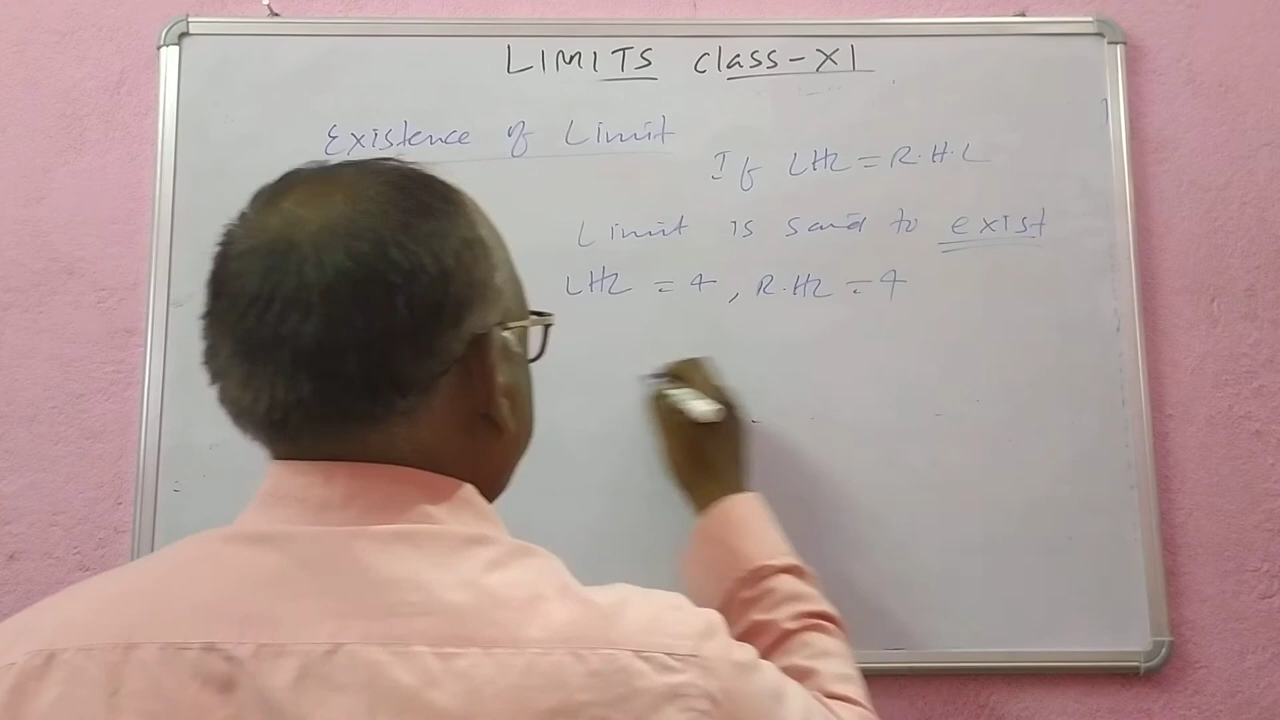 LIMITS class-XI
Existence of Limit
If LHL = R.H.L
Limit is said to exist
LHL = 4, R.HL = 4